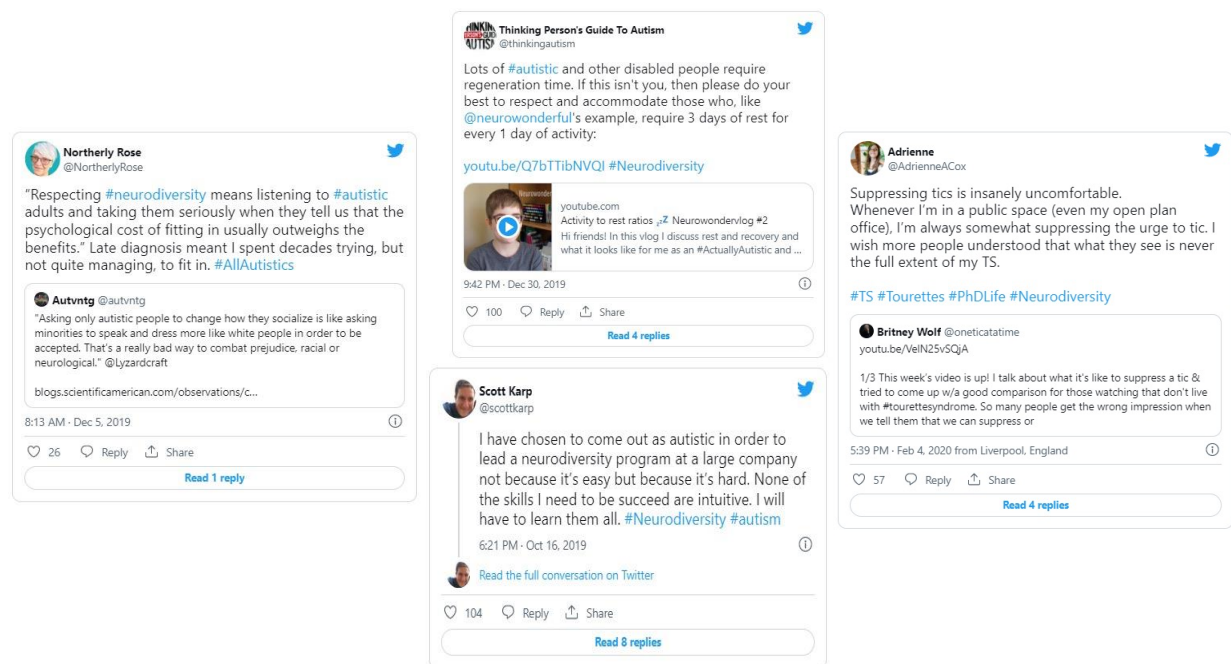 Northerly Rose
@NortherlyRose
“Respecting #neurodiversity means listening to #autistic
adults and taking them seriously when they tell us that the
psychological cost of fitting in usually outweighs the
benefits.” Late diagnosis meant I spent decades trying, but
not quite managing, to fit in. #AllAutistics
Autvntg @autvntg
"Asking only autistic people to change how they socialize is like asking
minorities to speak and dress more like white people in order to be
accepted. That's a really bad way to combat prejudice, racial or
neurological." @Lyzardcraft
blogs.scientificamerican.com/observations/c...
8:13 AM · Dec 5, 2019
26 Reply Share
Read 1 reply
THINKING PERSON'S GUIDE AUTISM
Thinking Person's Guide To Autism
@thinkingautism
Lots of #autistic and other disabled people require
regeneration time. If this isn't you, then please do your
best to respect and accommodate those who, like
@neurowonderful's example, require 3 days of rest for
every 1 day of activity:
youtu.be/Q7bTTibNVQI #Neurodiversity
Neurowonder
youtube.com
Activity to rest ratios 💤 Neurowondervlog #2
Hi friends! In this vlog I discuss rest and recovery and
what it looks like for me as an #ActuallyAutistic and ...
9:42 PM · Dec 30, 2019
100 Reply Share
Read 4 replies
Scott Karp
@scottkarp
I have chosen to come out as autistic in order to
lead a neurodiversity program at a large company
not because it's easy but because it's hard. None of
the skills I need to be succeed are intuitive. I will
have to learn them all. #Neurodiversity #autism
6:21 PM · Oct 16, 2019
Read the full conversation on Twitter
104 Reply Share
Read 8 replies
Adrienne
@AdrienneACox
Suppressing tics is insanely uncomfortable.
Whenever I'm in a public space (even my open plan
office), I'm always somewhat suppressing the urge to tic. I
wish more people understood that what they see is never
the full extent of my TS.
#TS #Tourettes #PhDLife #Neurodiversity
Britney Wolf @oneticatatime
youtu.be/VelN25vSQjA
1/3 This week's video is up! I talk about what it's like to suppress a tic &
tried to come up w/a good comparison for those watching that don't live
with #tourettesyndrome. So many people get the wrong impression when
we tell them that we can suppress or
5:39 PM · Feb 4, 2020 from Liverpool, England
57 Reply Share
Read 4 replies